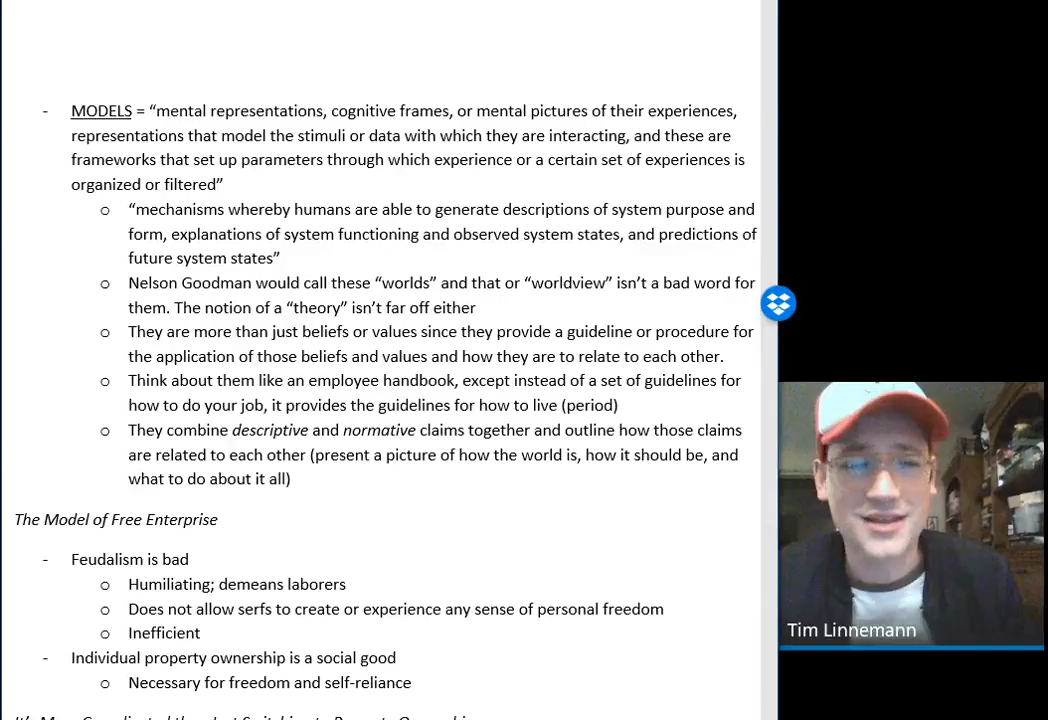 - MODELS = “mental representations, cognitive frames, or mental pictures of their experiences,
representations that model the stimuli or data with which they are interacting, and these are
frameworks that set up parameters through which experience or a certain set of experiences is
organized or filtered”
o “mechanisms whereby humans are able to generate descriptions of system purpose and
form, explanations of system functioning and observed system states, and predictions of
future system states”
o Nelson Goodman would call these “worlds” and that or “worldview” isn’t a bad word for
them. The notion of a “theory” isn’t far off either
o They are more than just beliefs or values since they provide a guideline or procedure for
the application of those beliefs and values and how they are to relate to each other.
o Think about them like an employee handbook, except instead of a set of guidelines for
how to do your job, it provides the guidelines for how to live (period)
o They combine descriptive and normative claims together and outline how those claims
are related to each other (present a picture of how the world is, how it should be, and
what to do about it all)
The Model of Free Enterprise
- Feudalism is bad
o Humiliating; demeans laborers
o Does not allow serfs to create or experience any sense of personal freedom
o Inefficient
- Individual property ownership is a social good
o Necessary for freedom and self-reliance
Tim Linnemann